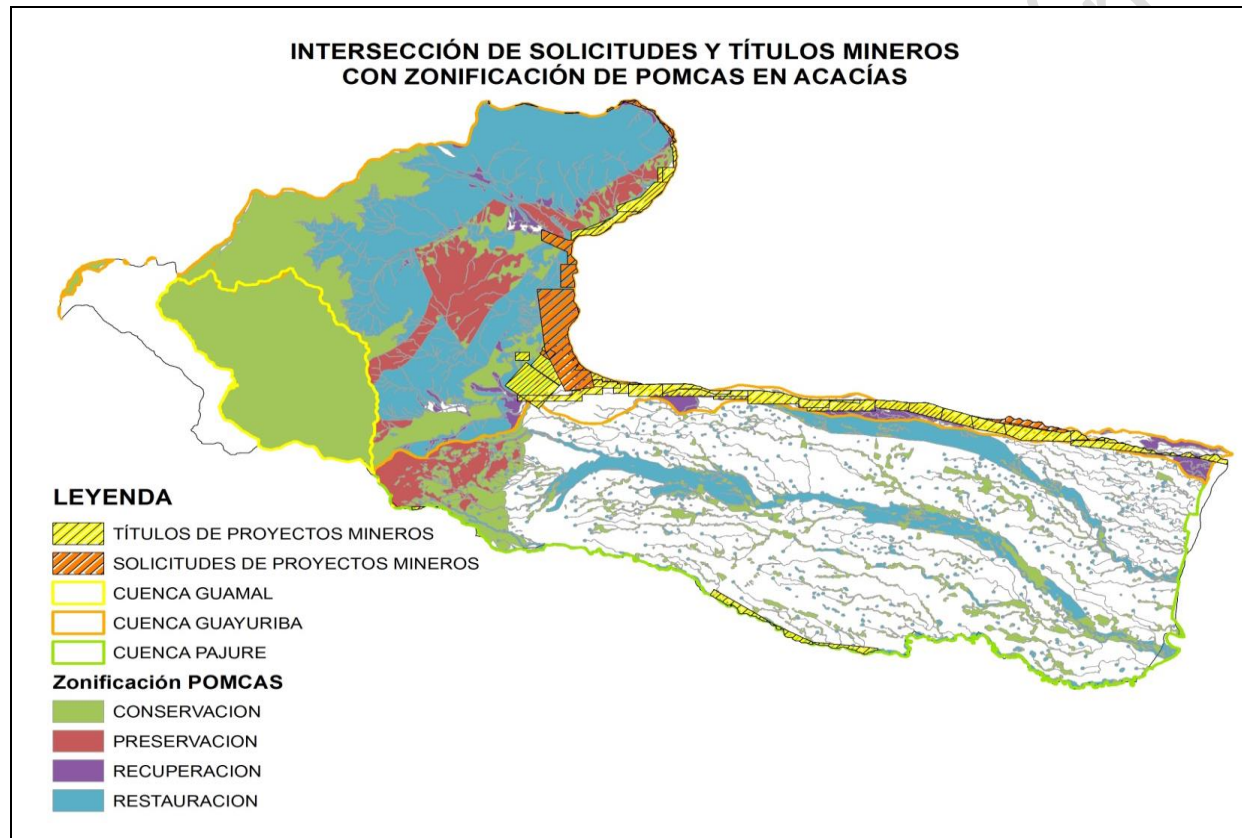 INTERSECCIÓN DE SOLICITUDES Y TÍTULOS MINEROS
CON ZONIFICACIÓN DE POMCAS EN ACACÍAS
LEYENDA
TÍTULOS DE PROYECTOS MINEROS
SOLICITUDES DE PROYECTOS MINEROS
CUENCA GUAMAL
CUENCA GUAYURIBA
CUENCA PAJURE
Zonificación POMCAS
CONSERVACION
PRESERVACION
RECUPERACION
RESTAURACION